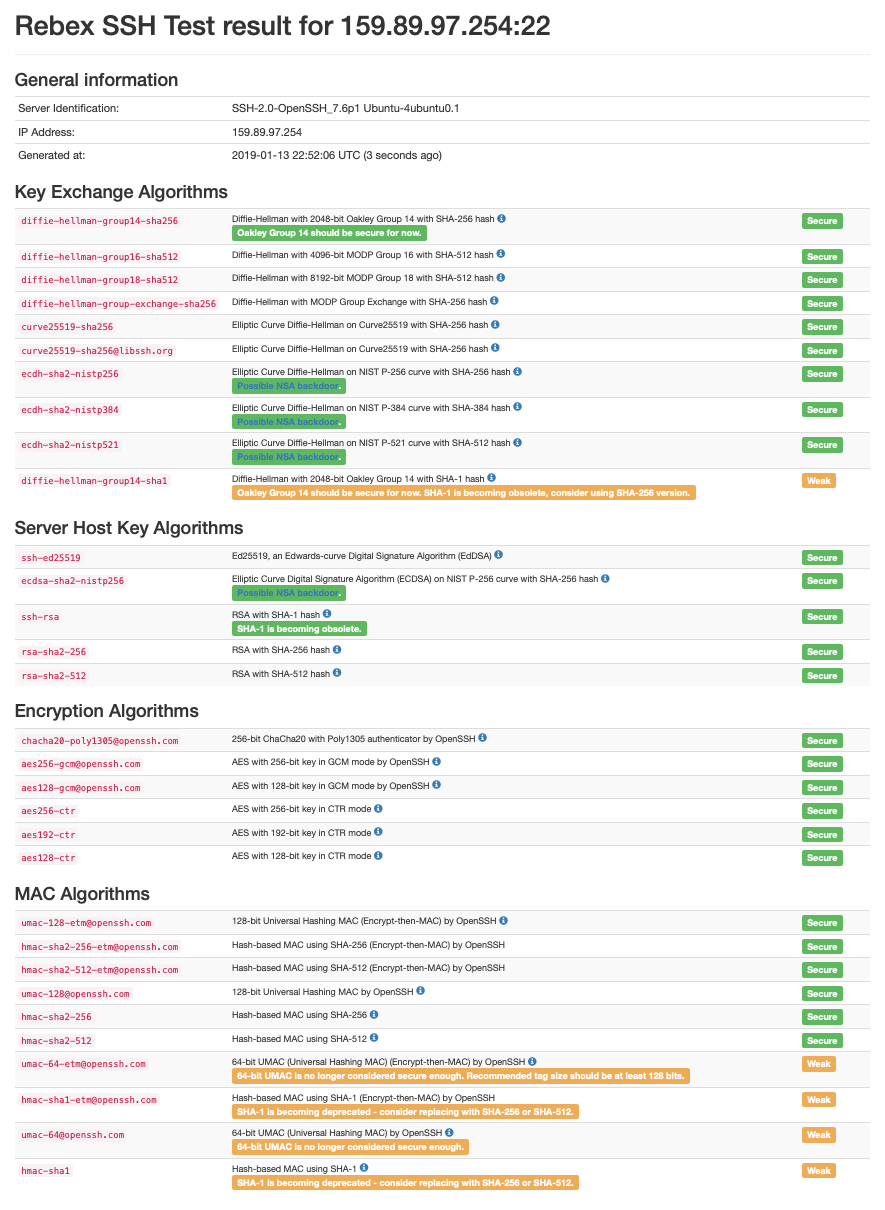 Rebex SSH Test result for 159.89.97.254:22
General information
Server Identification: SSH-2.0-OpenSSH_7.6p1 Ubuntu-4ubuntu0.1
IP Address: 159.89.97.254
Generated at: 2019-01-13 22:52:06 UTC (3 seconds ago)
Key Exchange Algorithms
diffie-hellman-group14-sha256 Diffie-Hellman with 2048-bit Oakley Group 14 with SHA-256 hash Secure
Oakley Group 14 should be secure for now.
diffie-hellman-group16-sha512 Diffie-Hellman with 4096-bit MODP Group 16 with SHA-512 hash Secure
diffie-hellman-group18-sha512 Diffie-Hellman with 8192-bit MODP Group 18 with SHA-512 hash Secure
diffie-hellman-group-exchange-sha256 Diffie-Hellman with MODP Group Exchange with SHA-256 hash Secure
curve25519-sha256 Elliptic Curve Diffie-Hellman on Curve25519 with SHA-256 hash Secure
curve25519-sha256@libssh.org Elliptic Curve Diffie-Hellman on Curve25519 with SHA-256 hash Secure
ecdh-sha2-nistp256 Elliptic Curve Diffie-Hellman on NIST P-256 curve with SHA-256 hash Secure
Possible NSA backdoor.
ecdh-sha2-nistp384 Elliptic Curve Diffie-Hellman on NIST P-384 curve with SHA-384 hash Secure
Possible NSA backdoor.
ecdh-sha2-nistp521 Elliptic Curve Diffie-Hellman on NIST P-521 curve with SHA-512 hash Secure
Possible NSA backdoor.
diffie-hellman-group14-sha1 Diffie-Hellman with 2048-bit Oakley Group 14 with SHA-1 hash Weak
Oakley Group 14 should be secure for now. SHA-1 is becoming obsolete, consider using SHA-256 version.
Server Host Key Algorithms
ssh-ed25519 Ed25519, an Edwards-curve Digital Signature Algorithm (EdDSA) Secure
ecdsa-sha2-nistp256 Elliptic Curve Digital Signature Algorithm (ECDSA) on NIST P-256 curve with SHA-256 hash Secure
Possible NSA backdoor.
ssh-rsa RSA with SHA-1 hash Secure
SHA-1 is becoming obsolete.
rsa-sha2-256 RSA with SHA-256 hash Secure
rsa-sha2-512 RSA with SHA-512 hash Secure
Encryption Algorithms
chacha20-poly1305@openssh.com 256-bit ChaCha20 with Poly1305 authenticator by OpenSSH Secure
aes256-gcm@openssh.com AES with 256-bit key in GCM mode by OpenSSH Secure
aes128-gcm@openssh.com AES with 128-bit key in GCM mode by OpenSSH Secure
aes256-ctr AES with 256-bit key in CTR mode Secure
aes192-ctr AES with 192-bit key in CTR mode Secure
aes128-ctr AES with 128-bit key in CTR mode Secure
MAC Algorithms
umac-128-etm@openssh.com 128-bit Universal Hashing MAC (Encrypt-then-MAC) by OpenSSH Secure
hmac-sha2-256-etm@openssh.com Hash-based MAC using SHA-256 (Encrypt-then-MAC) by OpenSSH Secure
hmac-sha2-512-etm@openssh.com Hash-based MAC using SHA-512 (Encrypt-then-MAC) by OpenSSH Secure
umac-128@openssh.com 128-bit Universal Hashing MAC by OpenSSH Secure
hmac-sha2-256 Hash-based MAC using SHA-256 Secure
hmac-sha2-512 Hash-based MAC using SHA-512 Secure
umac-64-etm@openssh.com 64-bit UMAC (Universal Hashing MAC) (Encrypt-then-MAC) by OpenSSH Weak
64-bit UMAC is no longer considered secure enough. Recommended tag size should be at least 128 bits.
hmac-sha1-etm@openssh.com Hash-based MAC using SHA-1 (Encrypt-then-MAC) by OpenSSH Weak
SHA-1 is becoming deprecated - consider replacing with SHA-256 or SHA-512.
umac-64@openssh.com 64-bit UMAC (Universal Hashing MAC) by OpenSSH Weak
64-bit UMAC is no longer considered secure enough.
hmac-sha1 Hash-based MAC using SHA-1 Weak
SHA-1 is becoming deprecated - consider replacing with SHA-256 or SHA-512.